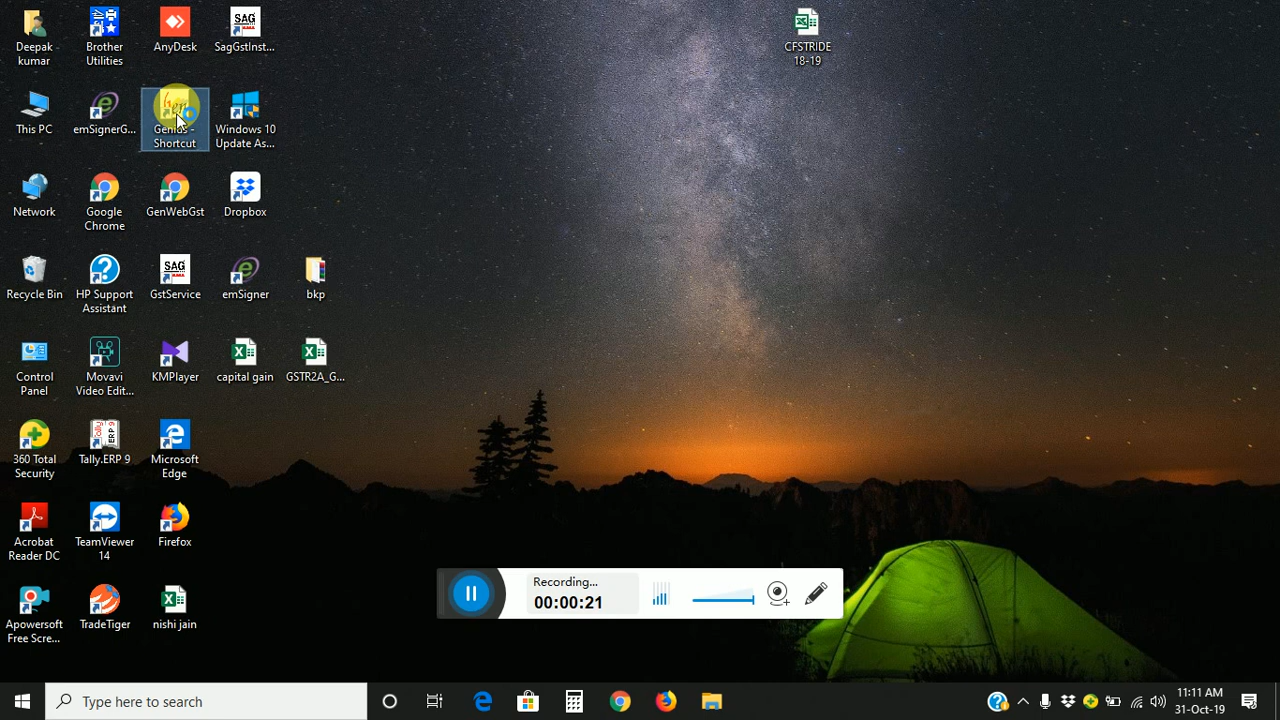 Deepak
kumar
Brother
Utilities
AnyDesk
SAG
SagGstInst...
CFSTRIDE
18-19
This PC
emSignerG...
Gen
Genius -
Shortcut
Windows 10
Update As...
Network
Google
Chrome
GenWebGst
Dropbox
Recycle Bin
HP Support
Assistant
SAG
GstService
emSigner
bkp
Control
Panel
Movavi
Video Edit...
KMPlayer
capital gain
GSTR2A_G...
360 Total
Security
Tally.ERP 9
Microsoft
Edge
Acrobat
Reader DC
TeamViewer
14
Firefox
Apowersoft
Free Scre...
TradeTiger
nishi jain
Recording...
00:00:21
Type here to search
11:11 AM
31-Oct-19